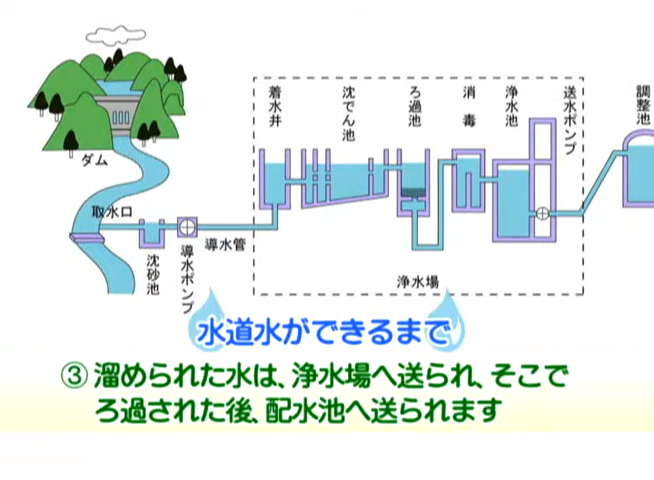 着水井
沈でん池
ろ過池
消毒
浄水池
送水ポンプ
調整池
ダム
取水口
沈砂池
導水ポンプ
導水管
浄水場
水道水ができるまで
③ 溜められた水は、浄水場へ送られ、そこで
ろ過された後、配水池へ送られます